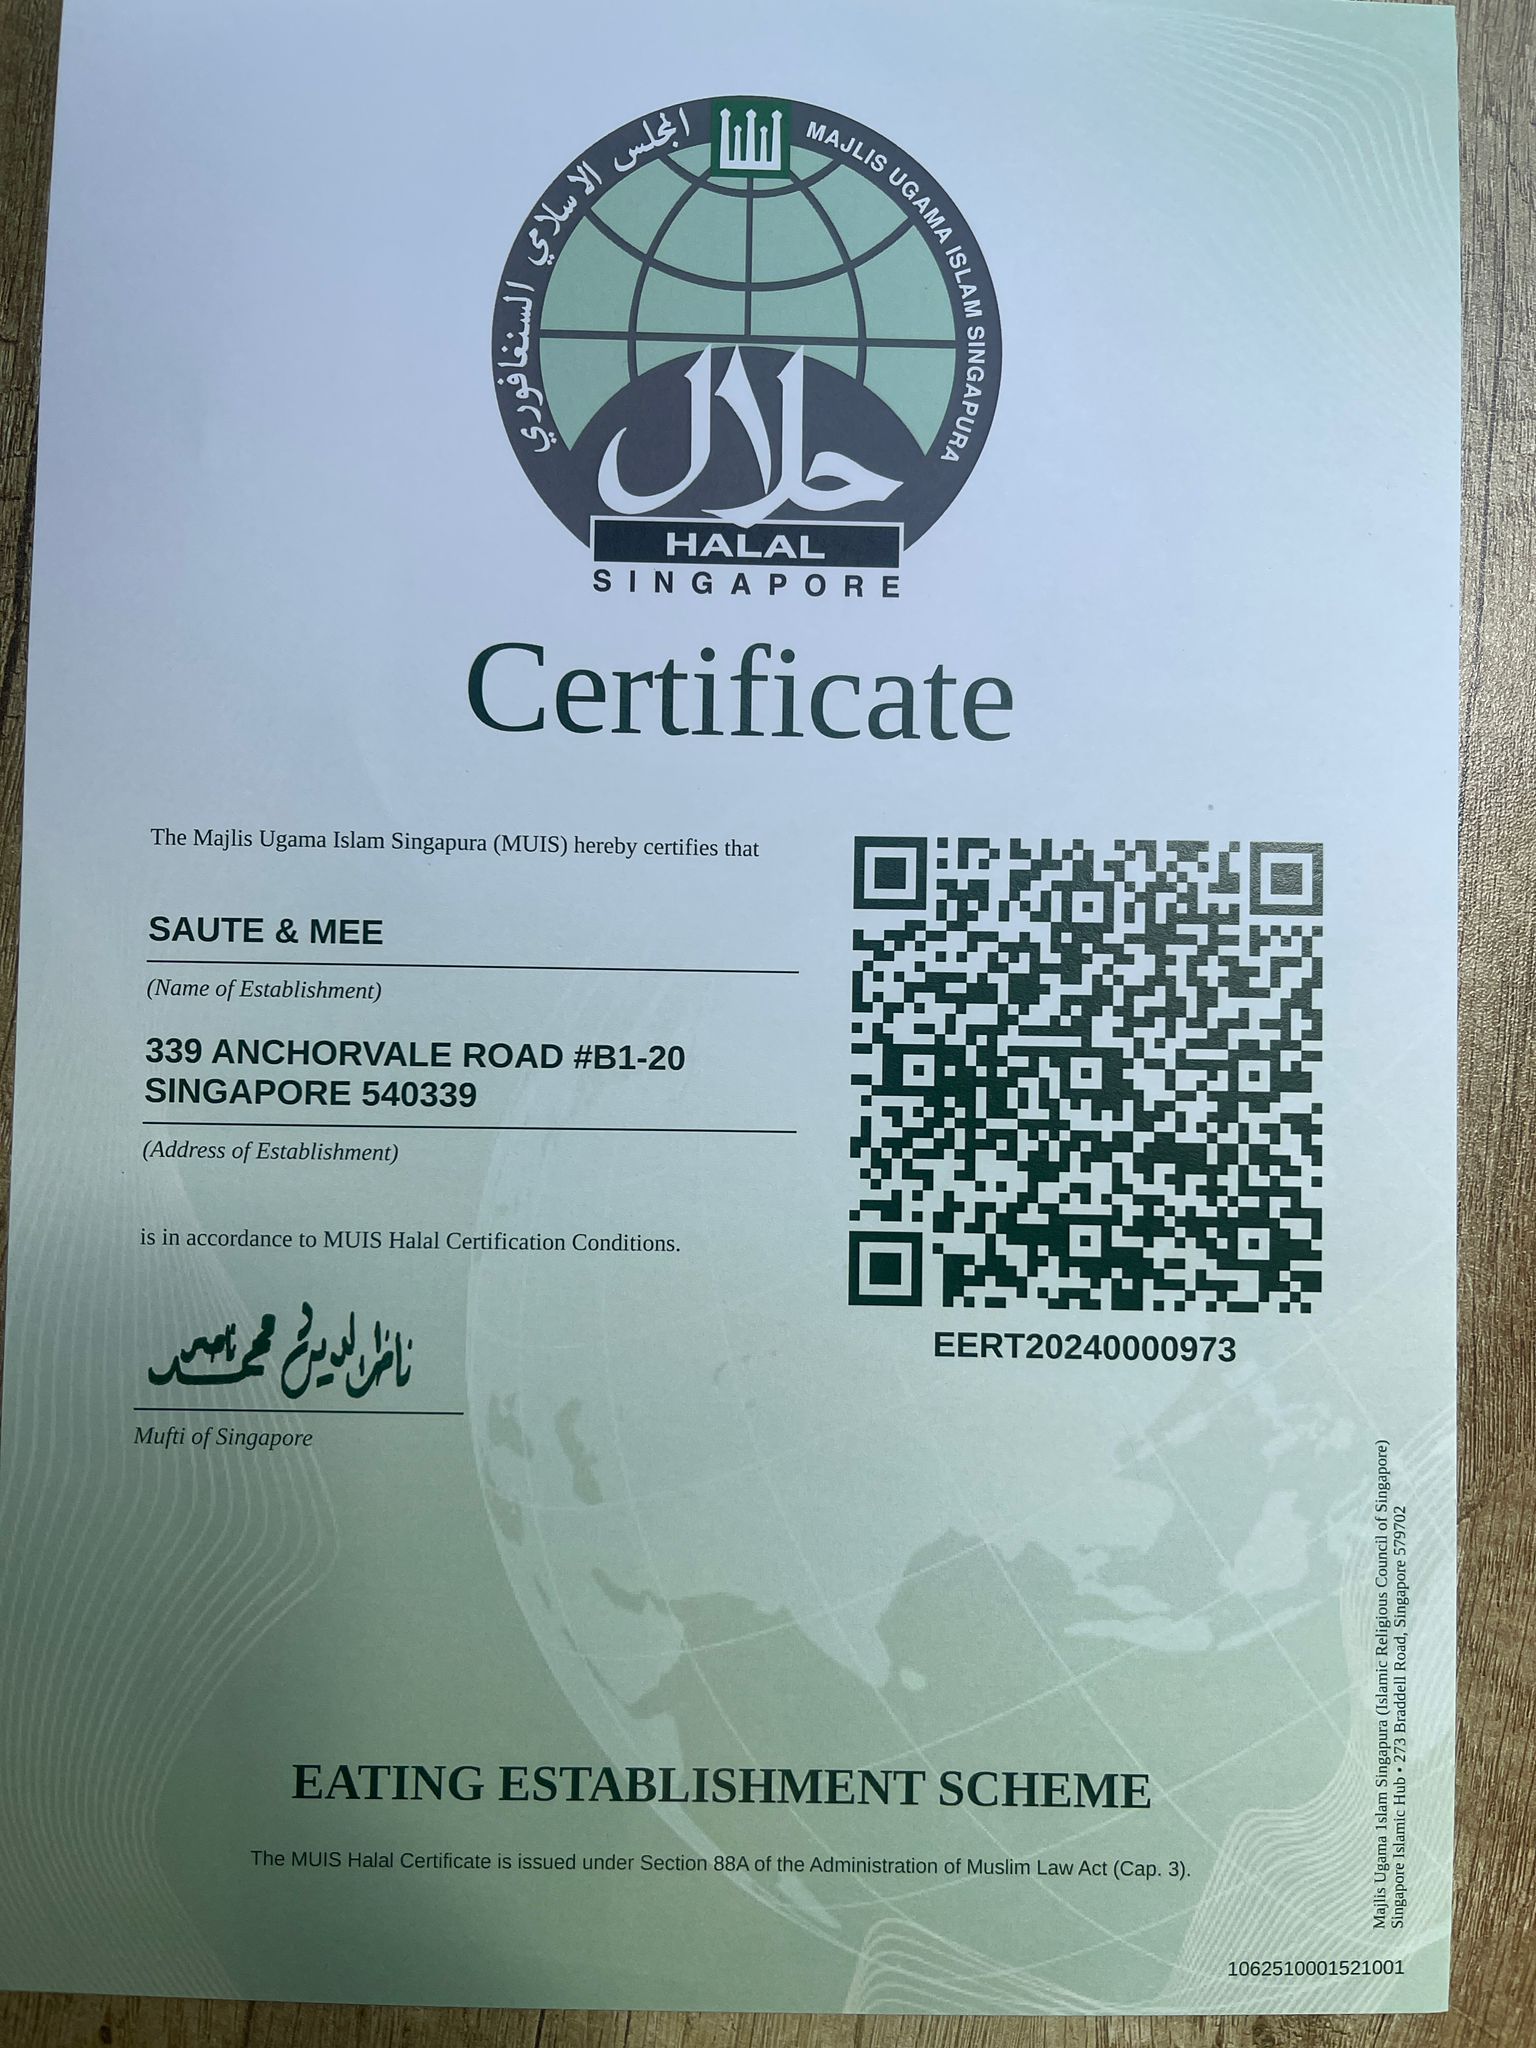 المجلس الاسلامي السنغافوري
MAJLIS UGAMA ISLAM SINGAPURA
حلال
HALAL
SINGAPORE
Certificate
The Majlis Ugama Islam Singapura (MUIS) hereby certifies that
SAUTE & MEE
(Name of Establishment)
339 ANCHORVALE ROAD #B1-20
SINGAPORE 540339
(Address of Establishment)
is in accordance to MUIS Halal Certification Conditions.
EERT20240000973
Mufti of Singapore
EATING ESTABLISHMENT SCHEME
The MUIS Halal Certificate is issued under Section 88A of the Administration of Muslim Law Act (Cap. 3).
Majlis Ugama 1slam Singapura (Islamic Religious Council of Singapore)
Singapore Islamic Hub • 273 Braddell Road, Singapore 579702
1062510001521001